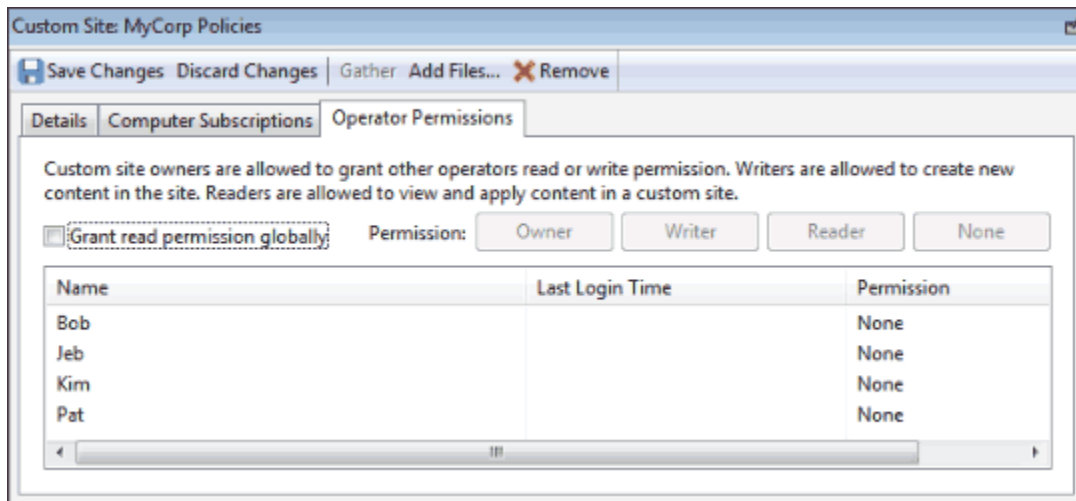 Custom Site: MyCorp Policies
Save Changes Discard Changes Gather Add Files... Remove
Details Computer Subscriptions Operator Permissions
Custom site owners are allowed to grant other operators read or write permission. Writers are allowed to create new
content in the site. Readers are allowed to view and apply content in a custom site.
Grant read permission globally Permission: Owner Writer Reader None
Name Last Login Time Permission
Bob None
Jeb None
Kim None
Pat None